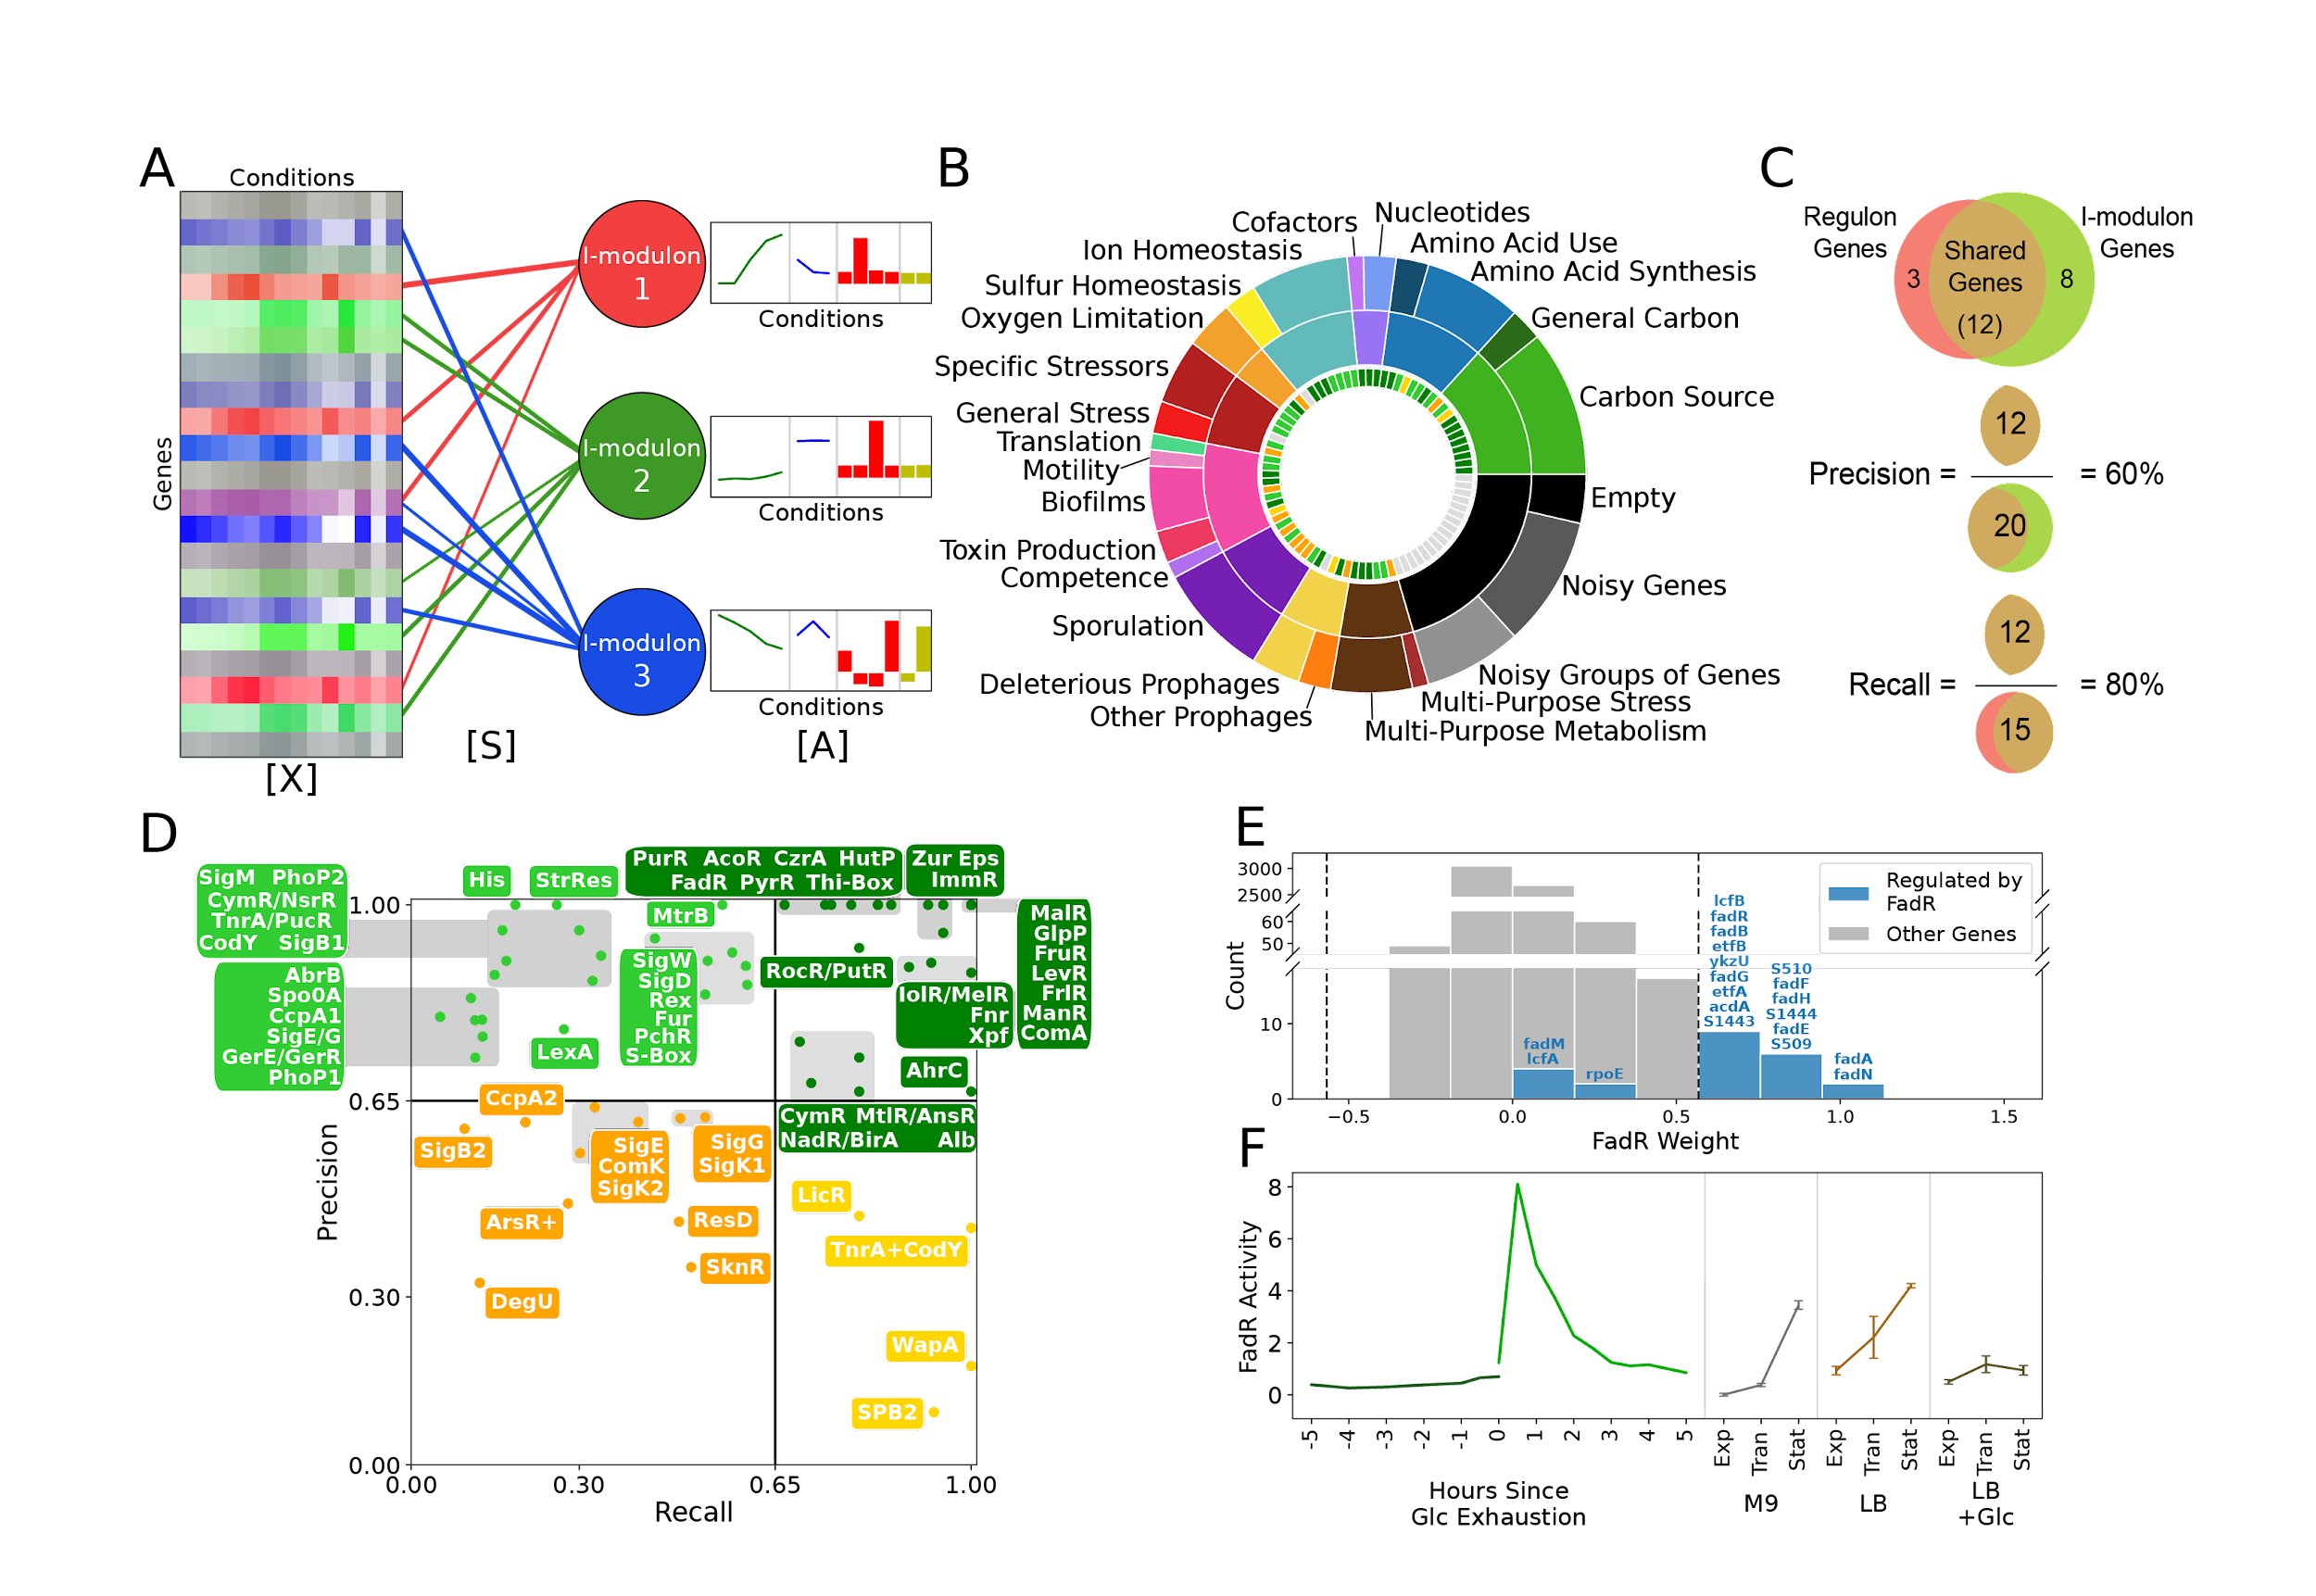 A
Conditions
Genes
[X]
[S]
[A]
I-modulon
1
Conditions
I-modulon
2
Conditions
I-modulon
3
Conditions
B
Nucleotides
Cofactors
Amino Acid Use
Ion Homeostasis
Amino Acid Synthesis
Sulfur Homeostasis
Oxygen Limitation
General Carbon
Specific Stressors
Carbon Source
General Stress
Translation
Motility
Biofilms
Empty
Toxin Production
Competence
Noisy Genes
Sporulation
Noisy Groups of Genes
Deleterious Prophages
Multi-Purpose Stress
Other Prophages
Multi-Purpose Metabolism
C
Regulon
Genes
I-modulon
Genes
3
Shared
Genes
(12)
8
12
Precision =
= 60%
20
12
Recall =
= 80%
15
D
SigM PhoP2
CymR/NsrR
TnrA/PucR
CodY SigB1
His
StrRes
PurR AcoR CzrA HutP
FadR PyrR Thi-Box
Zur Eps
ImmR
MtrB
MalR
GlpP
FruR
LevR
FrlR
ManR
ComA
AbrB
Spo0A
CcpA1
SigE/G
GerE/GerR
PhoP1
SigW
SigD
Rex
Fur
PchR
S-Box
RocR/PutR
IolR/MelR
Fnr
Xpf
LexA
AhrC
CcpA2
CymR MtlR/AnsR
NadR/BirA Alb
SigB2
SigE
ComK
SigK2
SigG
SigK1
LicR
ArsR+
ResD
TnrA+CodY
SknR
DegU
WapA
SPB2
Precision
1.00
0.65
0.30
0.00
0.00
0.30
0.65
1.00
Recall
E
Count
3000
2500
60
50
10
0
Regulated by
FadR
Other Genes
lcfB
fadR
fadB
etfB
ykzU
fadG
etfA
acdA
S1443
S510
fadF
fadH
S1444
fadE
S509
fadM
lcfA
rpoE
fadA
fadN
−0.5
0.0
0.5
1.0
1.5
FadR Weight
F
FadR Activity
8
6
4
2
0
-5
-4
-3
-2
-1
0
1
2
3
4
5
Exp
Tran
Stat
Exp
Tran
Stat
Exp
Tran
Stat
Hours Since
Glc Exhaustion
M9
LB
LB
+Glc